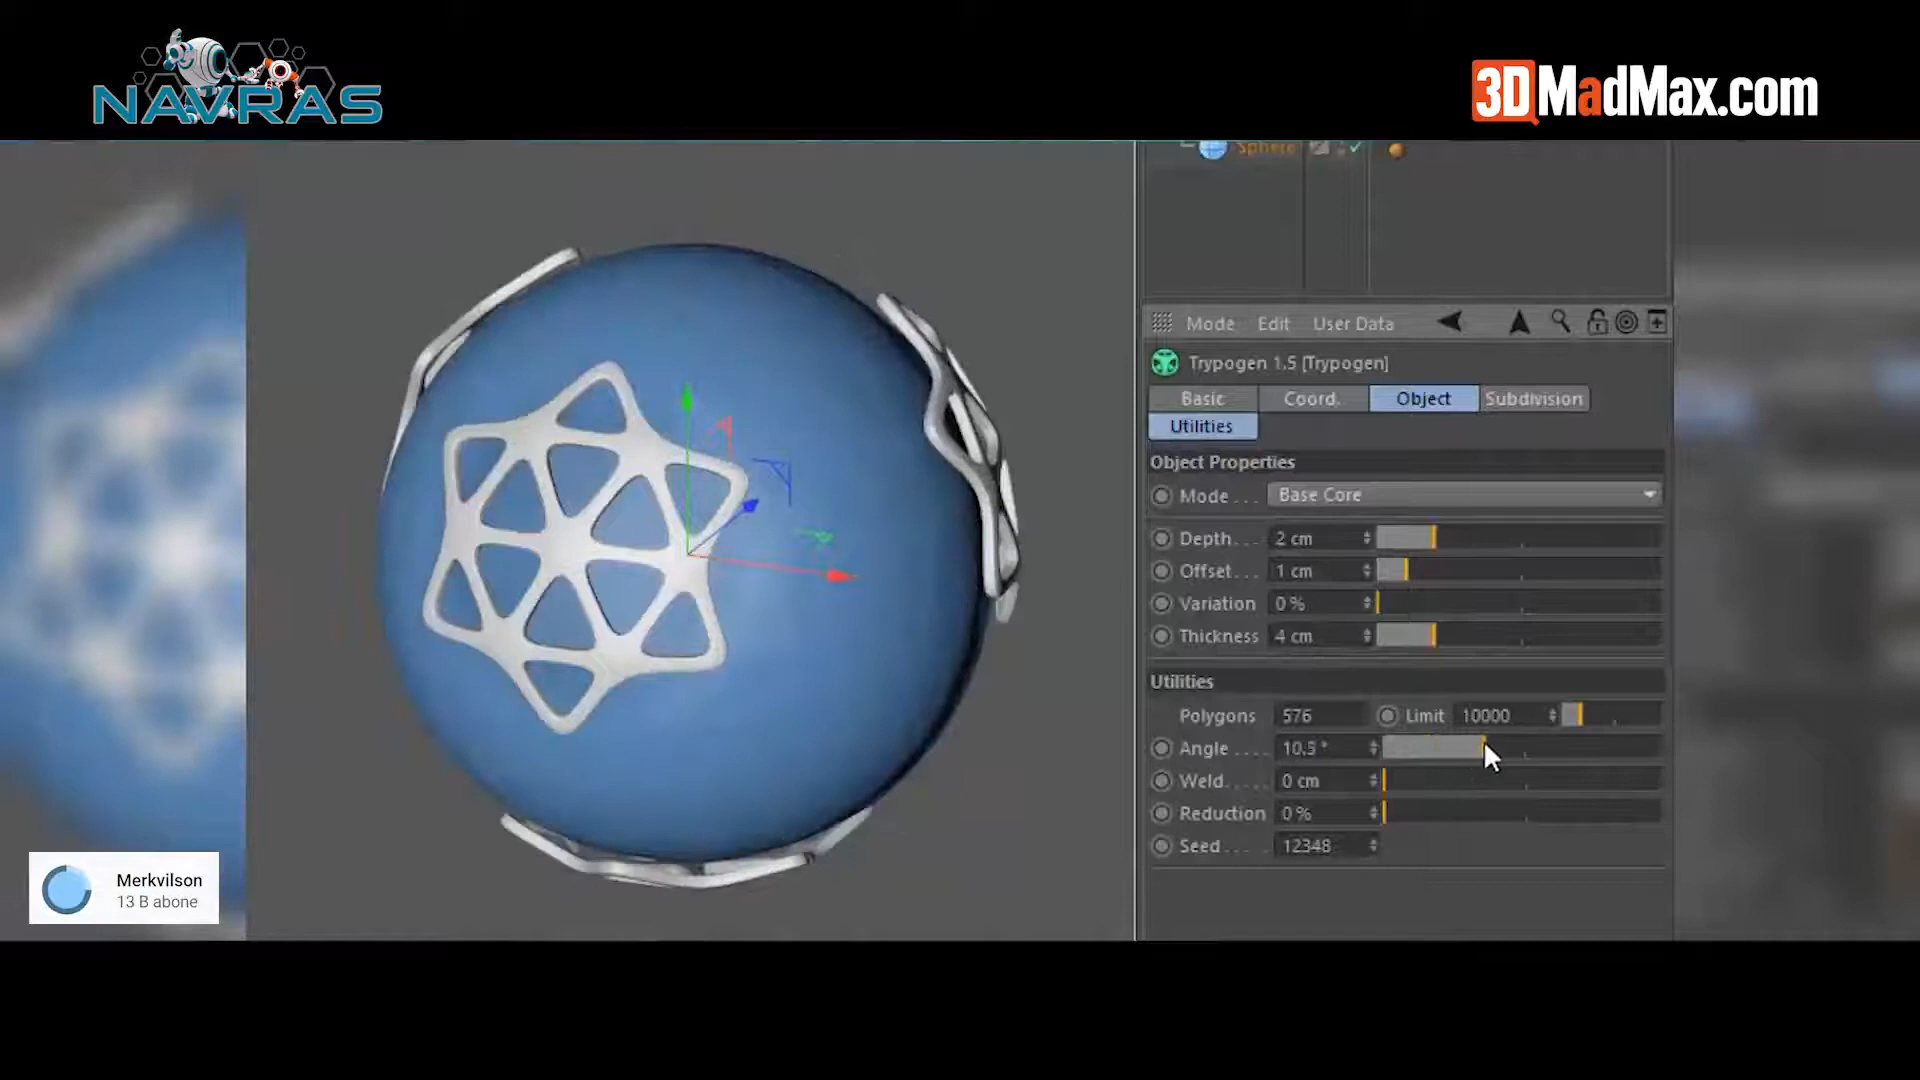 NAVRAS
3DMadMax.com
Sphere
Mode Edit User Data
Trypogen 1.5 [Trypogen]
Basic Coord. Object Subdivision
Utilities
Object Properties
Mode . . . Base Core
Depth. . . 2 cm
Offset. . . 1 cm
Variation 0 %
Thickness 4 cm
Utilities
Polygons 576 Limit 10000
Angle . . . . 10.5 °
Weld. . . . . 0 cm
Reduction 0 %
Seed . . . . 12348
Merkvilson
13 B abone